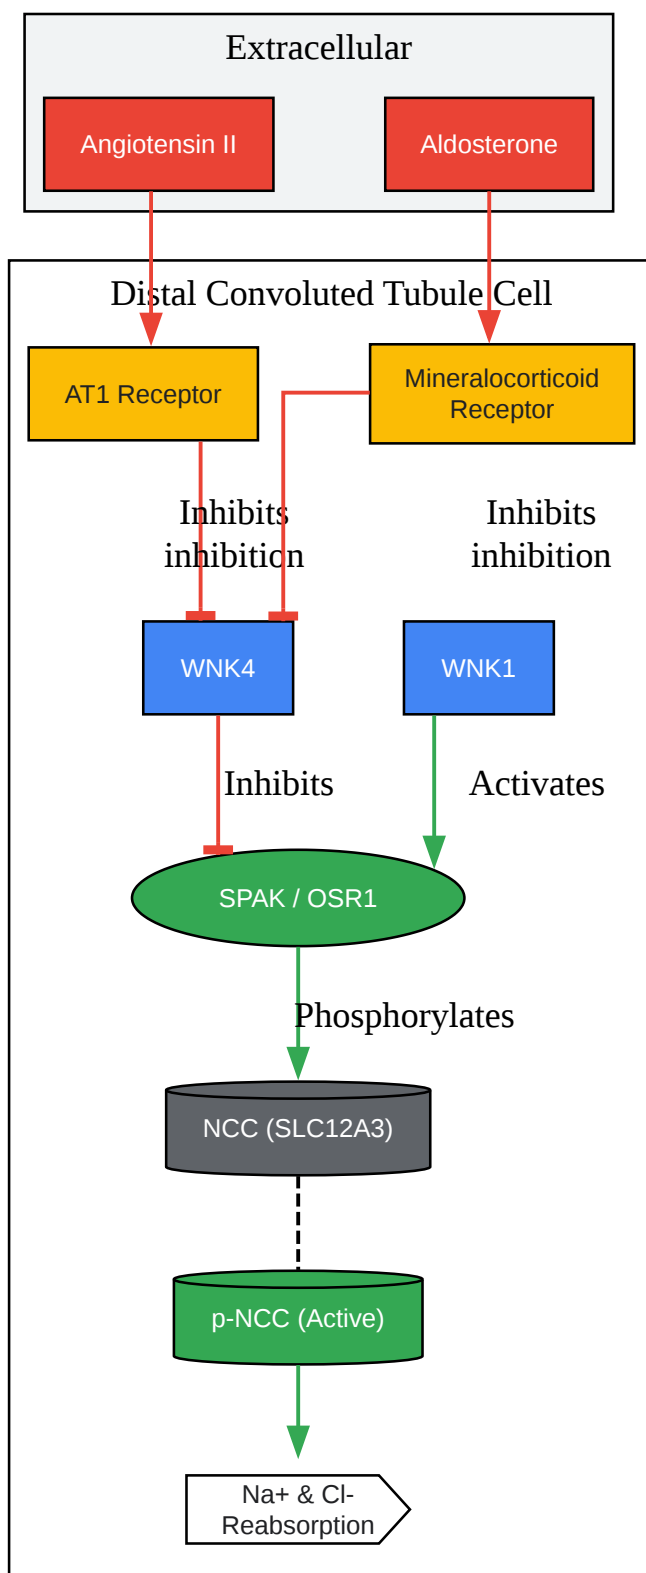 Extracellular
Angiotensin II
Aldosterone
Distal Convoluted Tubule Cell
AT1 Receptor
Mineralocorticoid
Receptor
Inhibits
inhibition
Inhibits
inhibition
WNK4
WNK1
Inhibits
Activates
SPAK / OSR1
Phosphorylates
NCC (SLC12A3)
p-NCC (Active)
Na+ & Cl-
Reabsorption